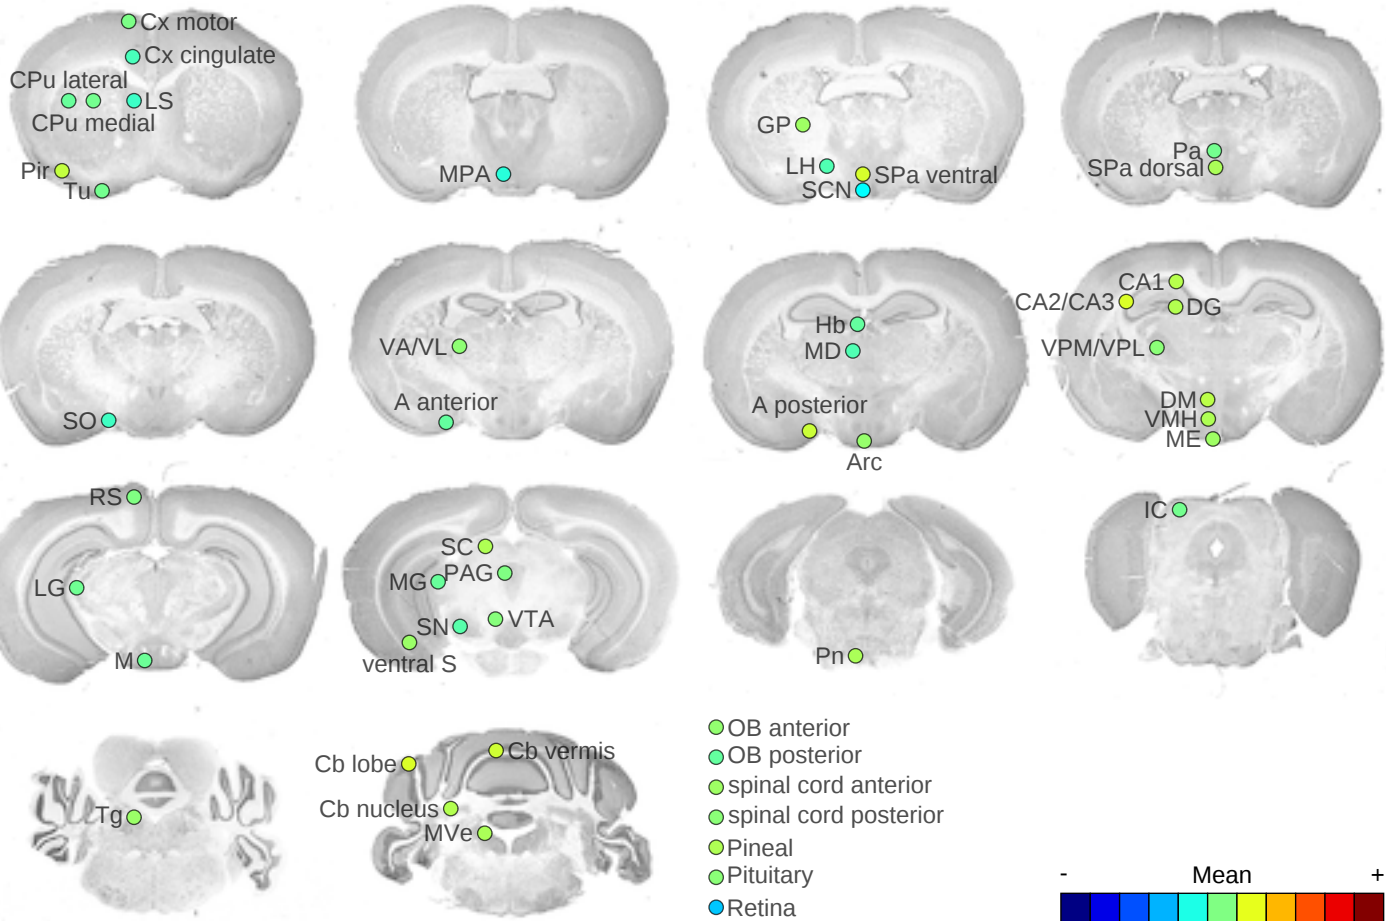 Cx motor
Cx cingulate
CPu lateral
LS
CPu medial
Pir
Tu
MPA
GP
LH
SPa ventral
SCN
Pa
SPa dorsal
SO
VA/VL
A anterior
Hb
MD
A posterior
Arc
CA1
CA2/CA3
DG
VPM/VPL
DM
VMH
ME
RS
LG
M
SC
MG
PAG
SN
VTA
ventral S
Pn
IC
Tg
Cb lobe
Cb vermis
Cb nucleus
MVe
OB anterior
OB posterior
spinal cord anterior
spinal cord posterior
Pineal
Pituitary
Retina
- Mean +